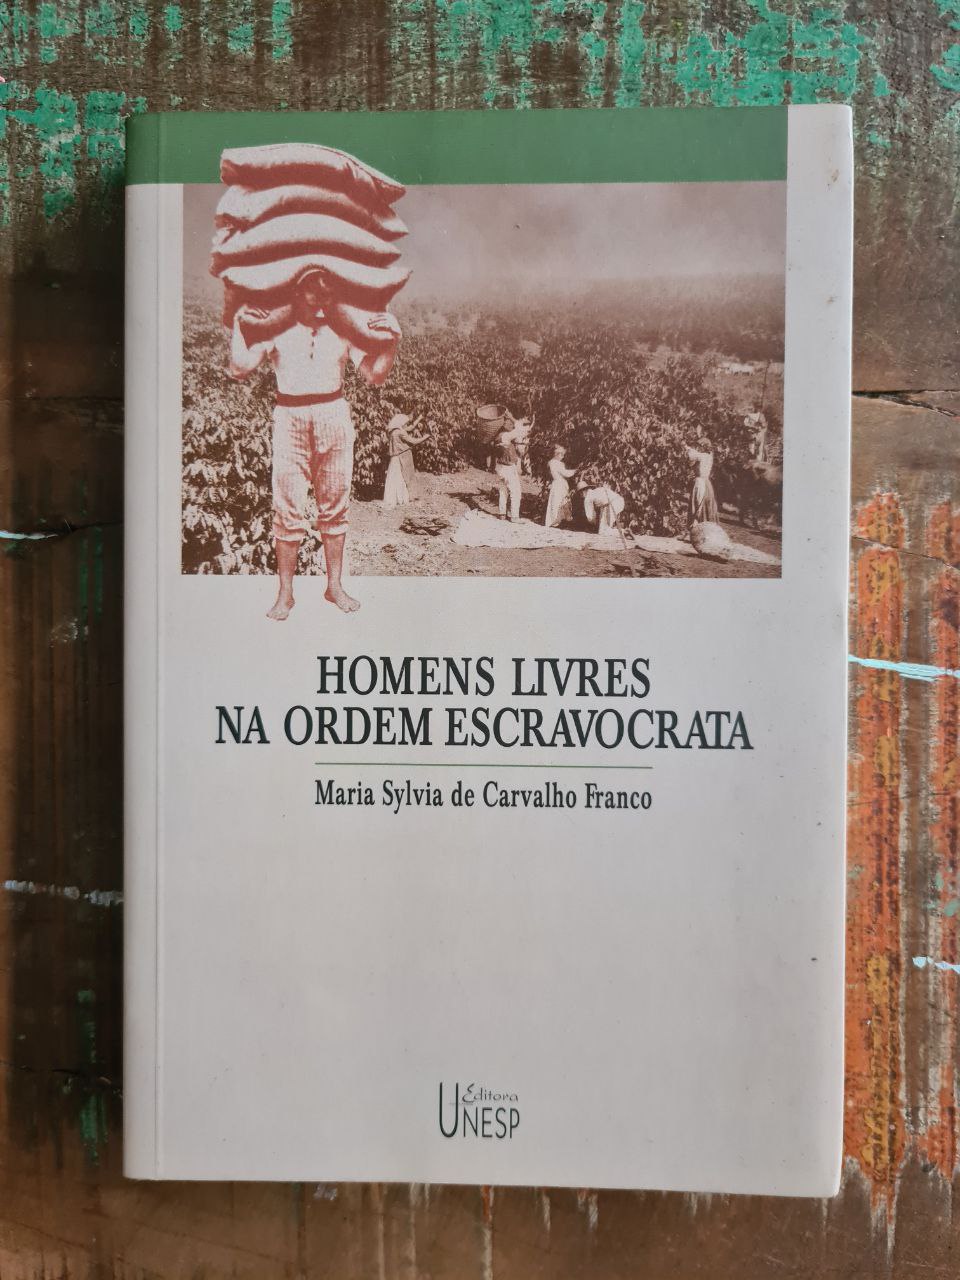 HOMENS LIVRES
NA ORDEM ESCRAVOCRATA
Maria Sylvia de Carvalho Franco
Editora
UNESP